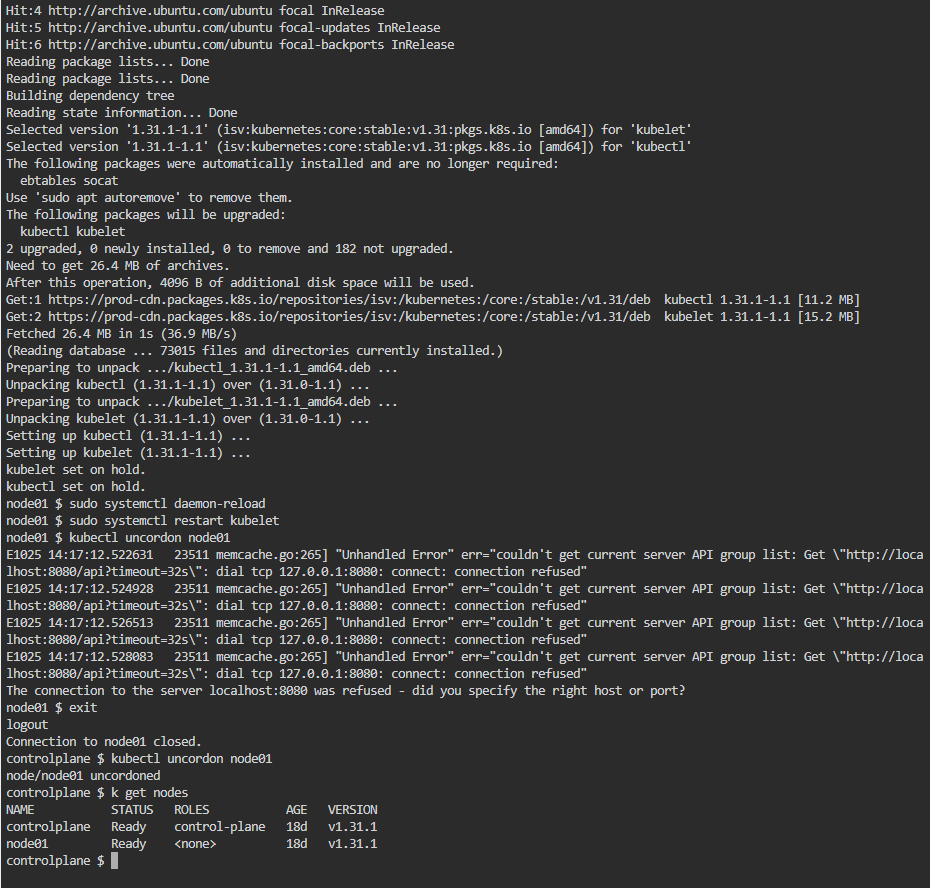 Hit:4 http://archive.ubuntu.com/ubuntu focal InRelease
Hit:5 http://archive.ubuntu.com/ubuntu focal-updates InRelease
Hit:6 http://archive.ubuntu.com/ubuntu focal-backports InRelease
Reading package lists... Done
Reading package lists... Done
Building dependency tree
Reading state information... Done
Selected version '1.31.1-1.1' (isv:kubernetes:core:stable:v1.31:pkgs.k8s.io [amd64]) for 'kubelet'
Selected version '1.31.1-1.1' (isv:kubernetes:core:stable:v1.31:pkgs.k8s.io [amd64]) for 'kubectl'
The following packages were automatically installed and are no longer required:
  ebtables socat
Use 'sudo apt autoremove' to remove them.
The following packages will be upgraded:
  kubectl kubelet
2 upgraded, 0 newly installed, 0 to remove and 182 not upgraded.
Need to get 26.4 MB of archives.
After this operation, 4096 B of additional disk space will be used.
Get:1 https://prod-cdn.packages.k8s.io/repositories/isv:/kubernetes:/core:/stable:/v1.31/deb  kubectl 1.31.1-1.1 [11.2 MB]
Get:2 https://prod-cdn.packages.k8s.io/repositories/isv:/kubernetes:/core:/stable:/v1.31/deb  kubelet 1.31.1-1.1 [15.2 MB]
Fetched 26.4 MB in 1s (36.9 MB/s)
(Reading database ... 73015 files and directories currently installed.)
Preparing to unpack .../kubectl_1.31.1-1.1_amd64.deb ...
Unpacking kubectl (1.31.1-1.1) over (1.31.0-1.1) ...
Preparing to unpack .../kubelet_1.31.1-1.1_amd64.deb ...
Unpacking kubelet (1.31.1-1.1) over (1.31.0-1.1) ...
Setting up kubectl (1.31.1-1.1) ...
Setting up kubelet (1.31.1-1.1) ...
kubelet set on hold.
kubectl set on hold.
node01 $ sudo systemctl daemon-reload
node01 $ sudo systemctl restart kubelet
node01 $ kubectl uncordon node01
E1025 14:17:12.522631   23511 memcache.go:265] "Unhandled Error" err="couldn't get current server API group list: Get \"http://loca
lhost:8080/api?timeout=32s\": dial tcp 127.0.0.1:8080: connect: connection refused"
E1025 14:17:12.524928   23511 memcache.go:265] "Unhandled Error" err="couldn't get current server API group list: Get \"http://loca
lhost:8080/api?timeout=32s\": dial tcp 127.0.0.1:8080: connect: connection refused"
E1025 14:17:12.526513   23511 memcache.go:265] "Unhandled Error" err="couldn't get current server API group list: Get \"http://loca
lhost:8080/api?timeout=32s\": dial tcp 127.0.0.1:8080: connect: connection refused"
E1025 14:17:12.528083   23511 memcache.go:265] "Unhandled Error" err="couldn't get current server API group list: Get \"http://loca
lhost:8080/api?timeout=32s\": dial tcp 127.0.0.1:8080: connect: connection refused"
The connection to the server localhost:8080 was refused - did you specify the right host or port?
node01 $ exit
logout
Connection to node01 closed.
controlplane $ kubectl uncordon node01
node/node01 uncordoned
controlplane $ k get nodes
NAME           STATUS   ROLES           AGE   VERSION
controlplane   Ready    control-plane   18d   v1.31.1
node01         Ready    <none>          18d   v1.31.1
controlplane $